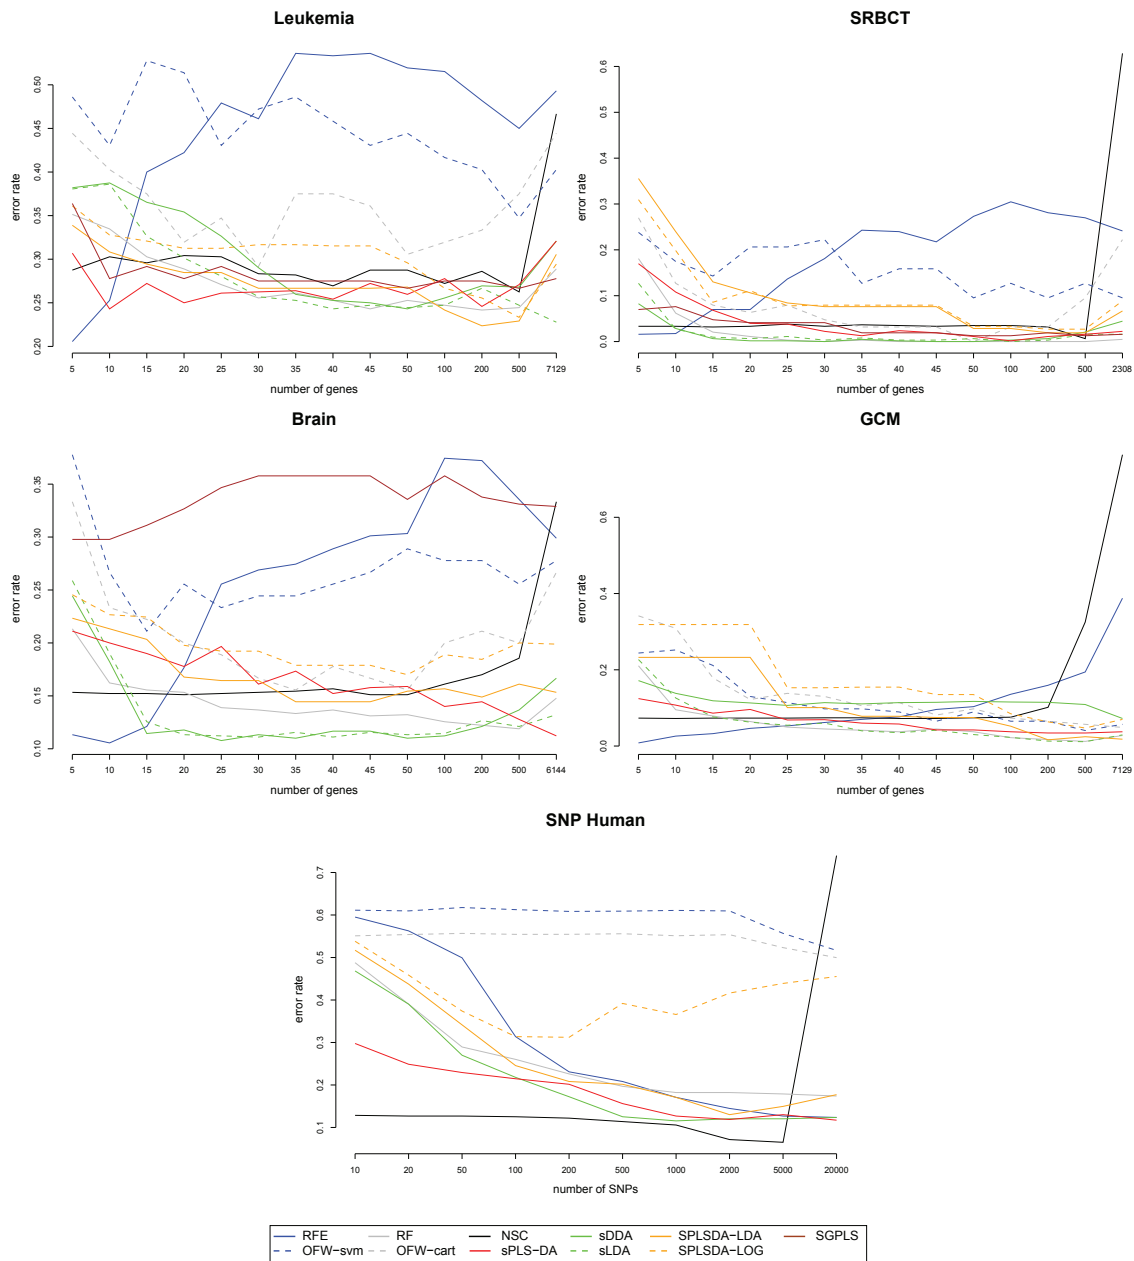 Leukemia
error rate
0.20 0.25 0.30 0.35 0.40 0.45 0.50
5 10 15 20 25 30 35 40 45 50 100 200 500 7129
number of genes
SRBCT
error rate
0.0 0.1 0.2 0.3 0.4 0.5 0.6
5 10 15 20 25 30 35 40 45 50 100 200 500 2308
number of genes
Brain
error rate
0.10 0.15 0.20 0.25 0.30 0.35
5 10 15 20 25 30 35 40 45 50 100 200 500 6144
number of genes
GCM
error rate
0.0 0.2 0.4 0.6
5 10 15 20 25 30 35 40 45 50 100 200 500 7129
number of genes
SNP Human
error rate
0.1 0.2 0.3 0.4 0.5 0.6 0.7
10 20 50 100 200 500 1000 2000 5000 20000
number of SNPs
RFE RF NSC sDDA SPLSDA−LDA SGPLS
OFW−svm OFW−cart sPLS−DA sLDA SPLSDA−LOG